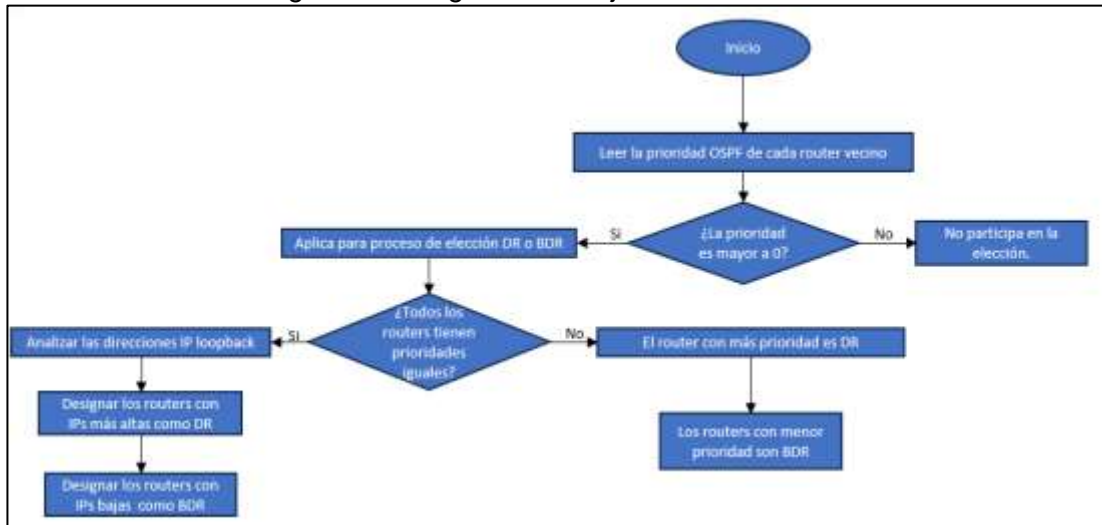 Inicio
Leer la prioridad OSPF de cada router vecino
¿La prioridad
es mayor a 0?
Si
No
Aplica para proceso de elección DR o BDR
No participa en la
elección.
¿Todos los
routers tienen
prioridades
iguales?
SI
No
Analizar las direcciones IP loopback
El router con más prioridad es DR
Designar los routers con
IPs más altas como DR
Los routers con menor
prioridad son BDR
Designar los routers con
IPs bajas como BDR